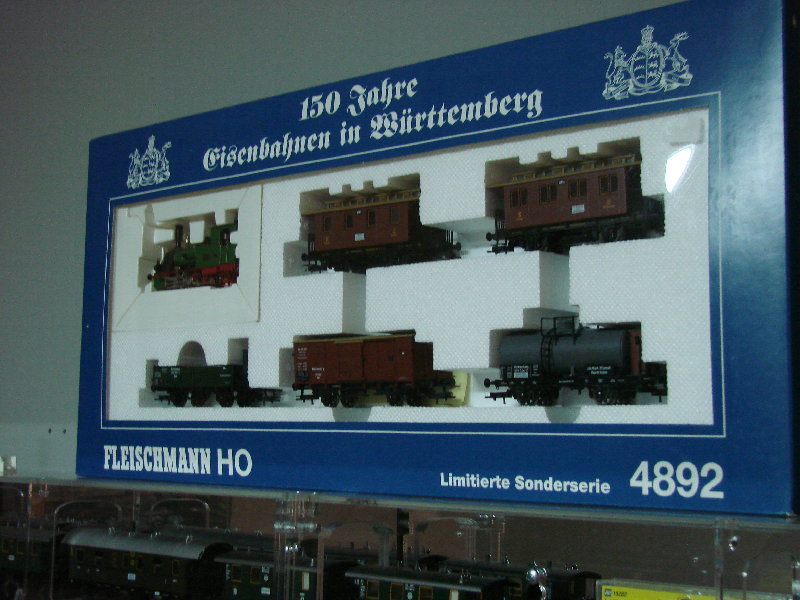 150 Jahre
Eisenbahnen in Württemberg
FLEISCHMANN HO
Limitierte Sonderserie
4892